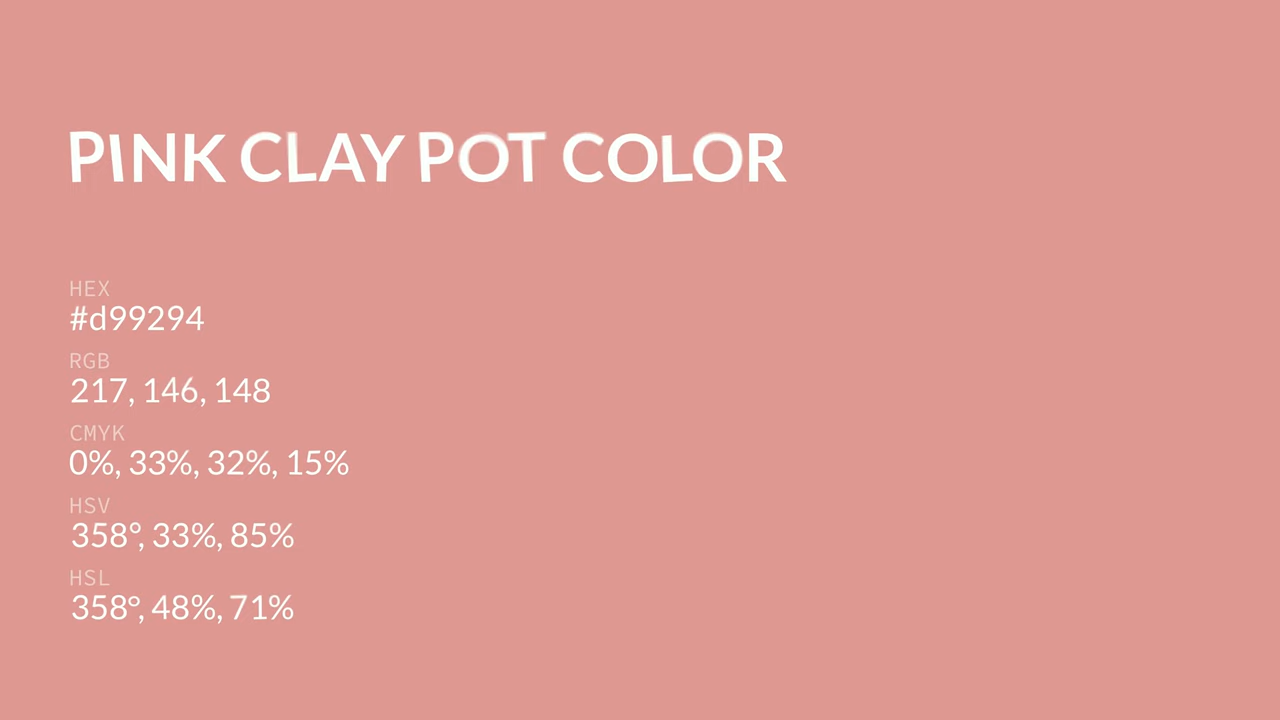 PINK CLAY POT COLOR
HEX
#d99294
RGB
217, 146, 148
CMYK
0%, 33%, 32%, 15%
HSV
358°, 33%, 85%
HSL
358°, 48%, 71%